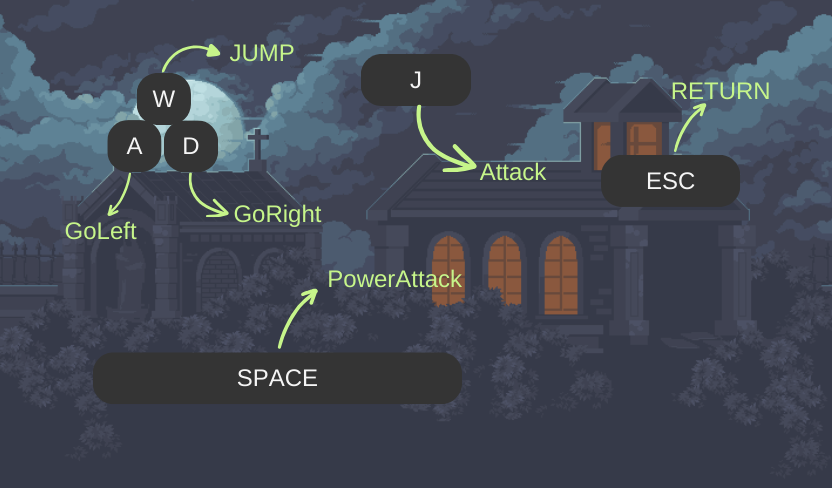 JUMP
W
A
D
GoLeft
GoRight
J
Attack
RETURN
ESC
PowerAttack
SPACE